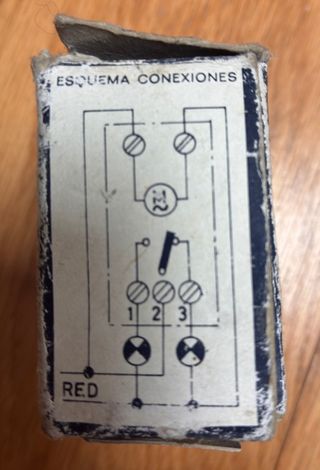 ESQUEMA CONEXIONES
1 2 3
RED